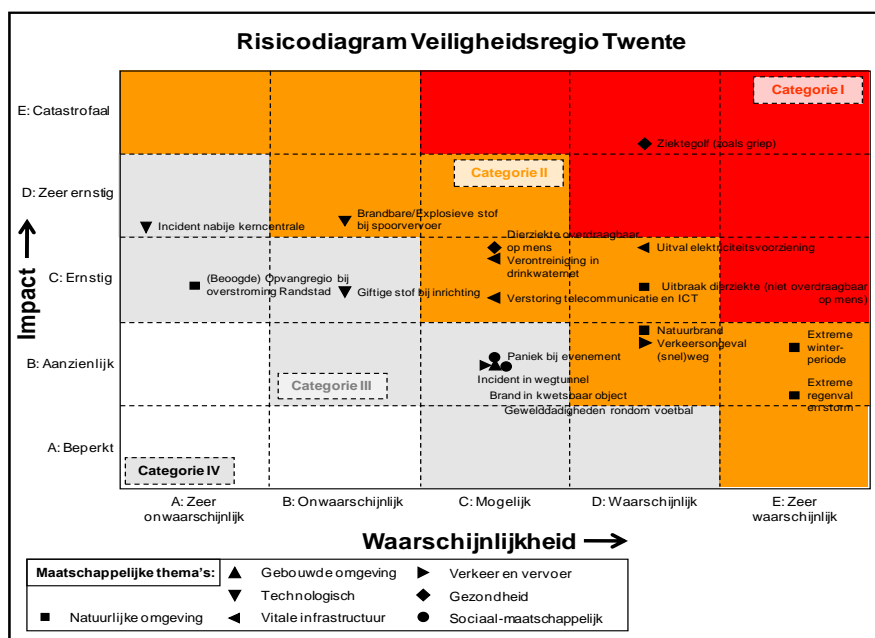 Risicodiagram Veiligheidsregio Twente
Categorie I
E: Catastrofaal
Ziektegolf (zoals griep)
Categorie II
D: Zeer ernstig
Incident nabije kerncentrale
Brandbare/Explosieve stof
bij spoorvervoer
Dierziekte overdraagbaar
op mens
Verontreiniging in
drinkwaternet
Uitval elektriciteitsvoorziening
C: Ernstig
(Beoogde) Opvangregio bij
overstroming Randstad
Giftige stof bij inrichting
Verstoring telecommunicatie en ICT
Uitbraak dierziekte (niet overdraagbaar
op mens)
Natuurbrand
Verkeersongeval
(snel)weg
Extreme
winter-
periode
B: Aanzienlijk
Paniek bij evenement
Incident in wegtunnel
Categorie III
Brand in kwetsbaar object
Gewelddadigheden rondom voetbal
Extreme
regenval
en storm
A: Beperkt
Categorie IV
Impact
A: Zeer
onwaarschijnlijk
B: Onwaarschijnlijk
C: Mogelijk
D: Waarschijnlijk
E: Zeer
waarschijnlijk
Waarschijnlijkheid
Maatschappelijke thema's:
Gebouwde omgeving
Verkeer en vervoer
Technologisch
Gezondheid
Natuurlijke omgeving
Vitale infrastructuur
Sociaal-maatschappelijk